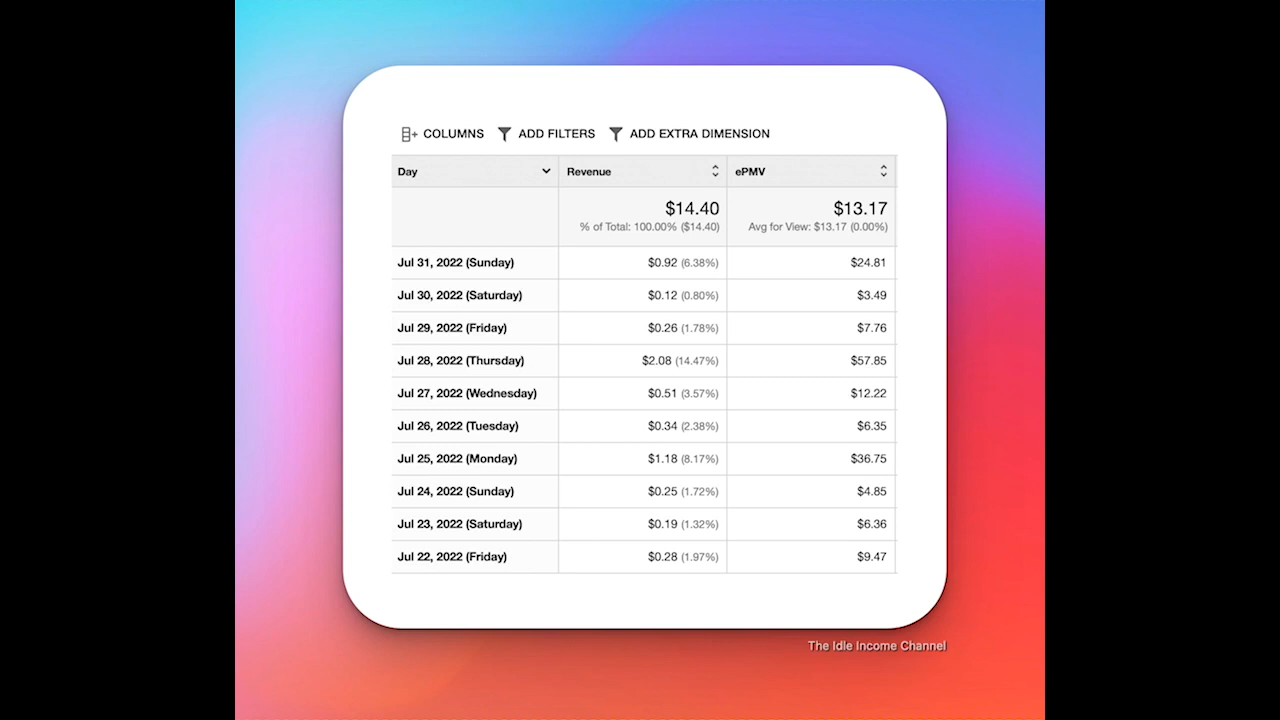 COLUMNS ADD FILTERS ADD EXTRA DIMENSION
Day Revenue ePMV
$14.40 $13.17
% of Total: 100.00% ($14.40) Avg for View: $13.17 (0.00%)
Jul 31, 2022 (Sunday) $0.92 (6.38%) $24.81
Jul 30, 2022 (Saturday) $0.12 (0.80%) $3.49
Jul 29, 2022 (Friday) $0.26 (1.78%) $7.76
Jul 28, 2022 (Thursday) $2.08 (14.47%) $57.85
Jul 27, 2022 (Wednesday) $0.51 (3.57%) $12.22
Jul 26, 2022 (Tuesday) $0.34 (2.38%) $6.35
Jul 25, 2022 (Monday) $1.18 (8.17%) $36.75
Jul 24, 2022 (Sunday) $0.25 (1.72%) $4.85
Jul 23, 2022 (Saturday) $0.19 (1.32%) $6.36
Jul 22, 2022 (Friday) $0.28 (1.97%) $9.47
The Idle Income Channel